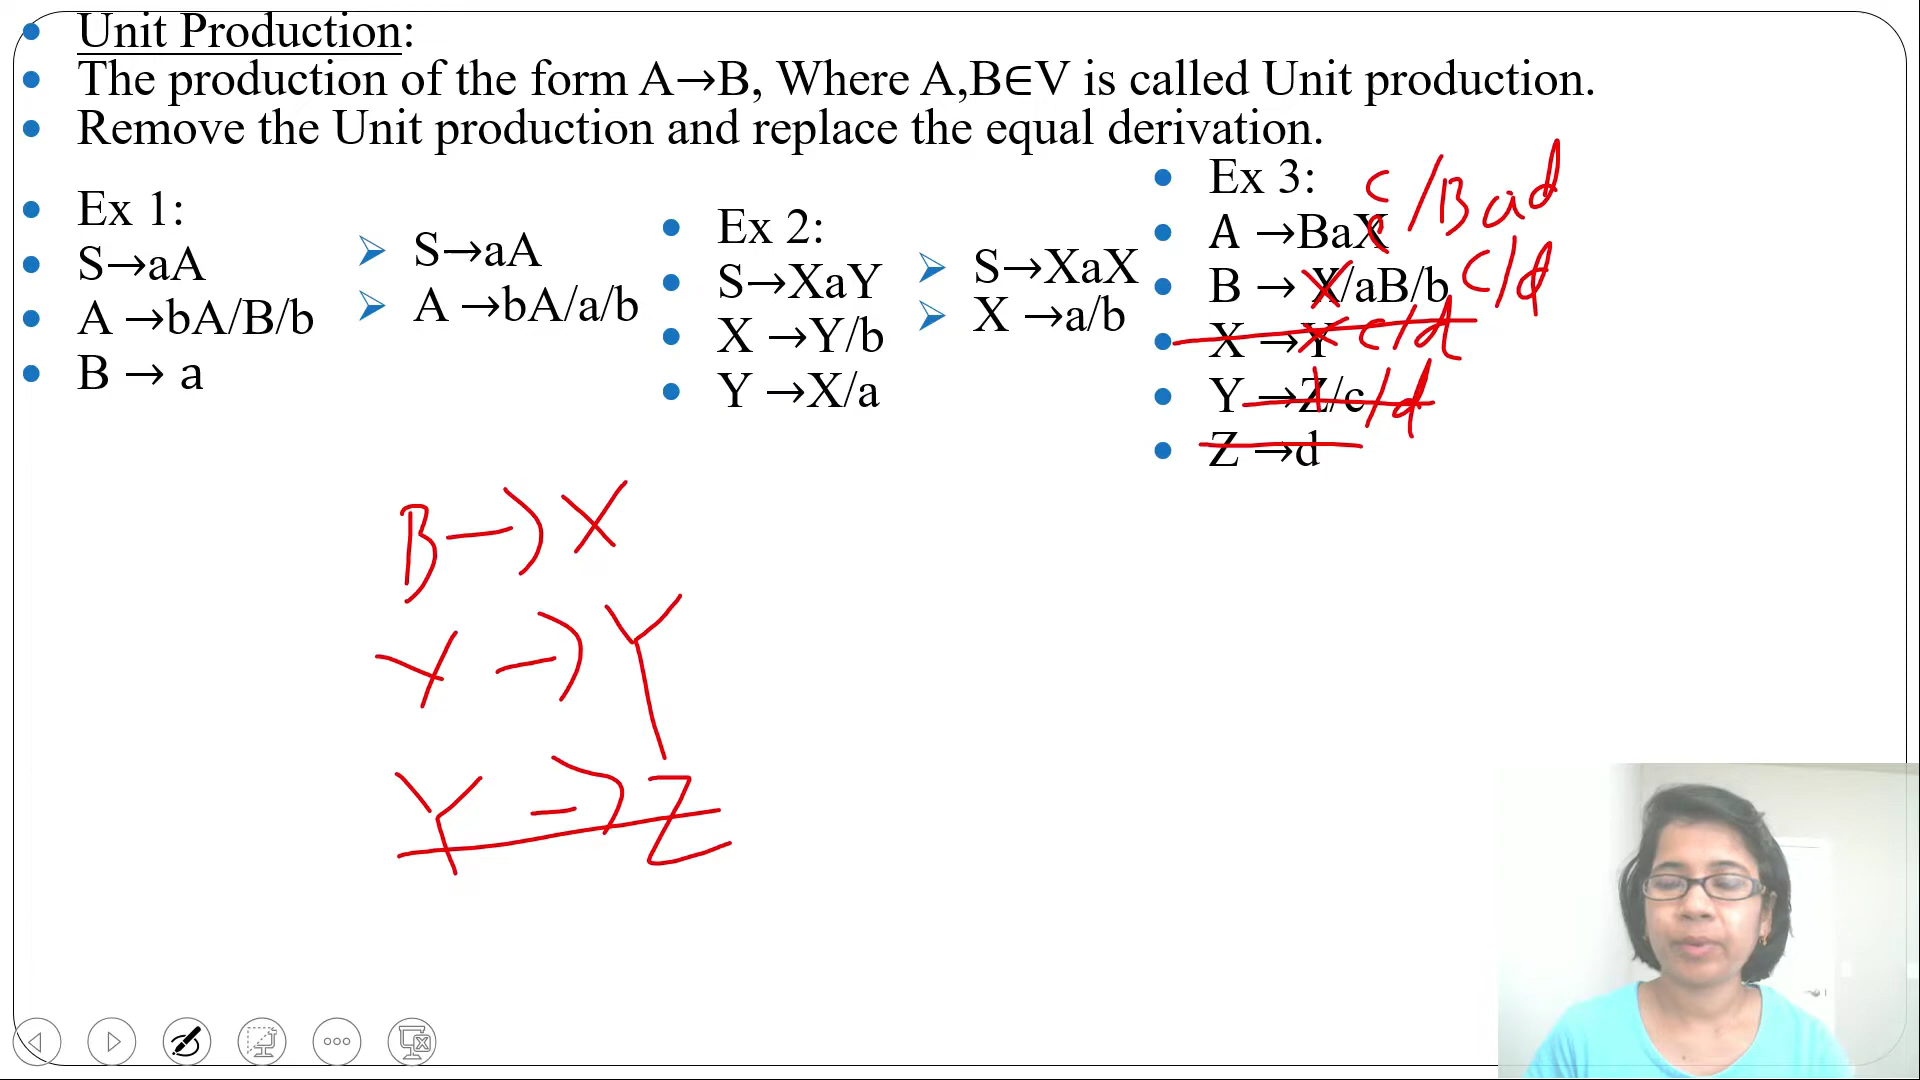 Unit Production:
The production of the form A→B, Where A,B∈V is called Unit production.
Remove the Unit production and replace the equal derivation.
Ex 1:
S→aA
A →bA/B/b
B → a
S→aA
A →bA/a/b
Ex 2:
S→XaY
X →Y/b
Y →X/a
S→XaX
X →a/b
Ex 3:
A →BaX c /Bad
B → X/aB/b c/d
X →Y c/d
Y →Z/c /d
Z →d
B → X
X → Y
Y → Z